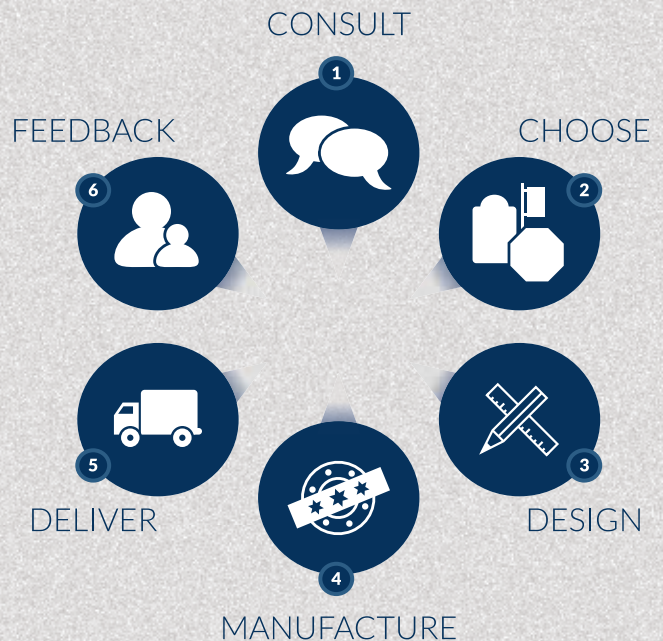 CONSULT
1
CHOOSE
2
3
DESIGN
4
MANUFACTURE
5
DELIVER
FEEDBACK
6